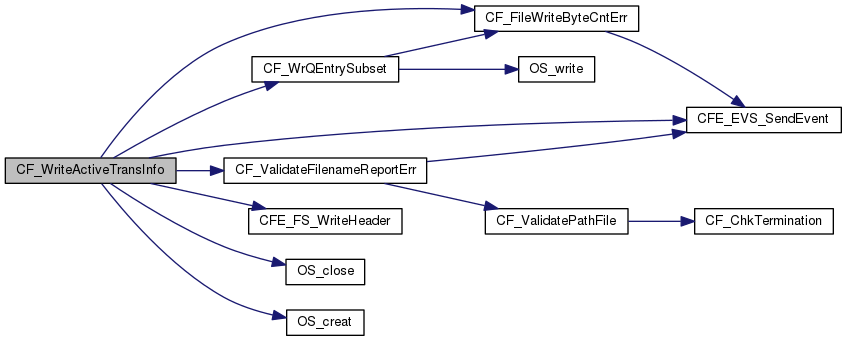 CF_FileWriteByteCntErr
CF_WrQEntrySubset
OS_write
CFE_EVS_SendEvent
CF_WriteActiveTransInfo
CF_ValidateFilenameReportErr
CFE_FS_WriteHeader
CF_ValidatePathFile
CF_ChkTermination
OS_close
OS_creat